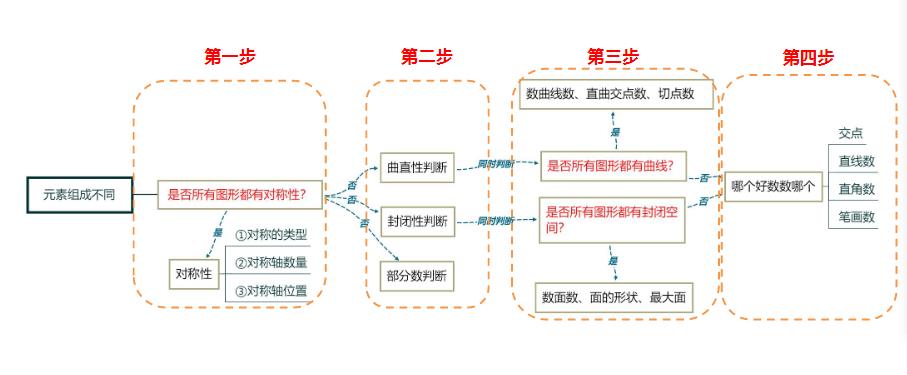 第一步
第二步
第三步
第四步
元素组成不同
是否所有图形都有对称性？
是
对称性
①对称的类型
②对称轴数量
③对称轴位置
否
否
否
曲直性判断
封闭性判断
部分数判断
同时判断
同时判断
数曲线数、直曲交点数、切点数
是
是否所有图形都有曲线？
是否所有图形都有封闭空
间？
是
数面数、面的形状、最大面
否
否
哪个好数数哪个
交点
直线数
直角数
笔画数